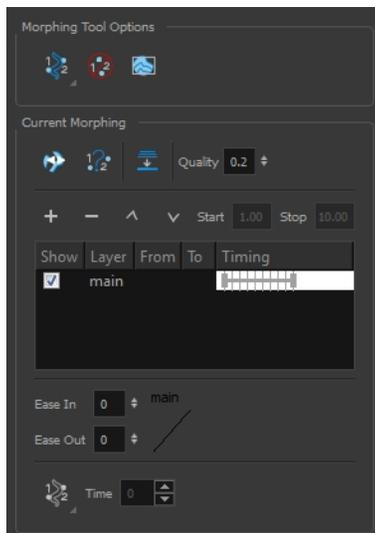 Morphing Tool Options
Current Morphing
Quality 0.2
Start 1.00 Stop 10.00
Show Layer From To Timing
main
Ease In 0 main
Ease Out 0
Time 0